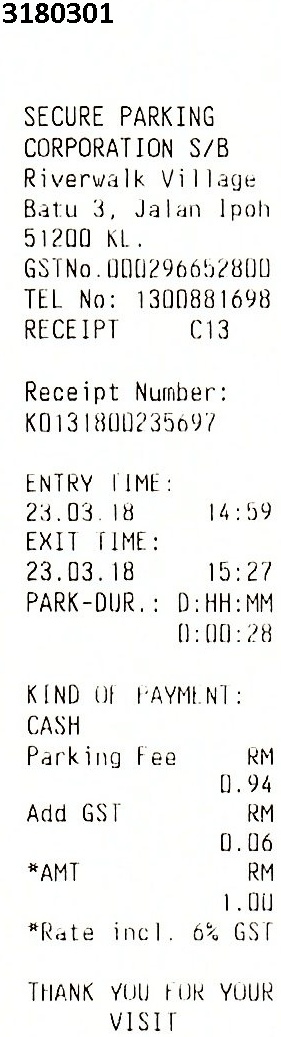 3180301
SECURE PARKING
CORPORATION S/B
Riverwalk Village
Batu 3, Jalan Ipoh
51200 KL.
GSTNo.000296652800
TEL No: 1300881698
RECEIPT C13
Receipt Number:
K0131800235697
ENTRY TIME:
23.03.18 14:59
EXIT TIME:
23.03.18 15:27
PARK-DUR.: D:HH:MM
0:00:28
KIND OF PAYMENT:
CASH
Parking Fee RM
0.94
Add GST RM
0.06
*AMT RM
1.00
*Rate incl. 6% GST
THANK YOU FOR YOUR
VISIT